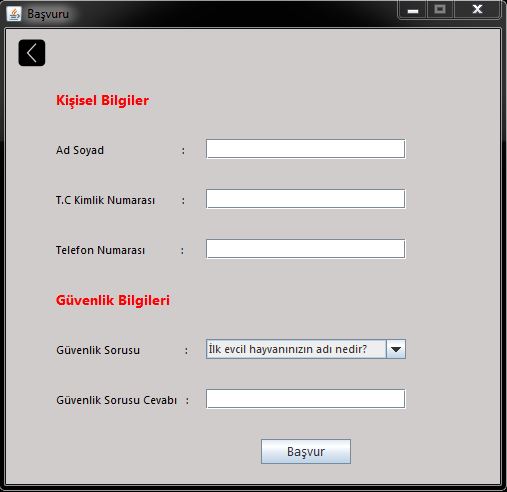 Başvuru
Kişisel Bilgiler
Ad Soyad :
T.C Kimlik Numarası :
Telefon Numarası :
Güvenlik Bilgileri
Güvenlik Sorusu : İlk evcil hayvanınızın adı nedir?
Güvenlik Sorusu Cevabı :
Başvur